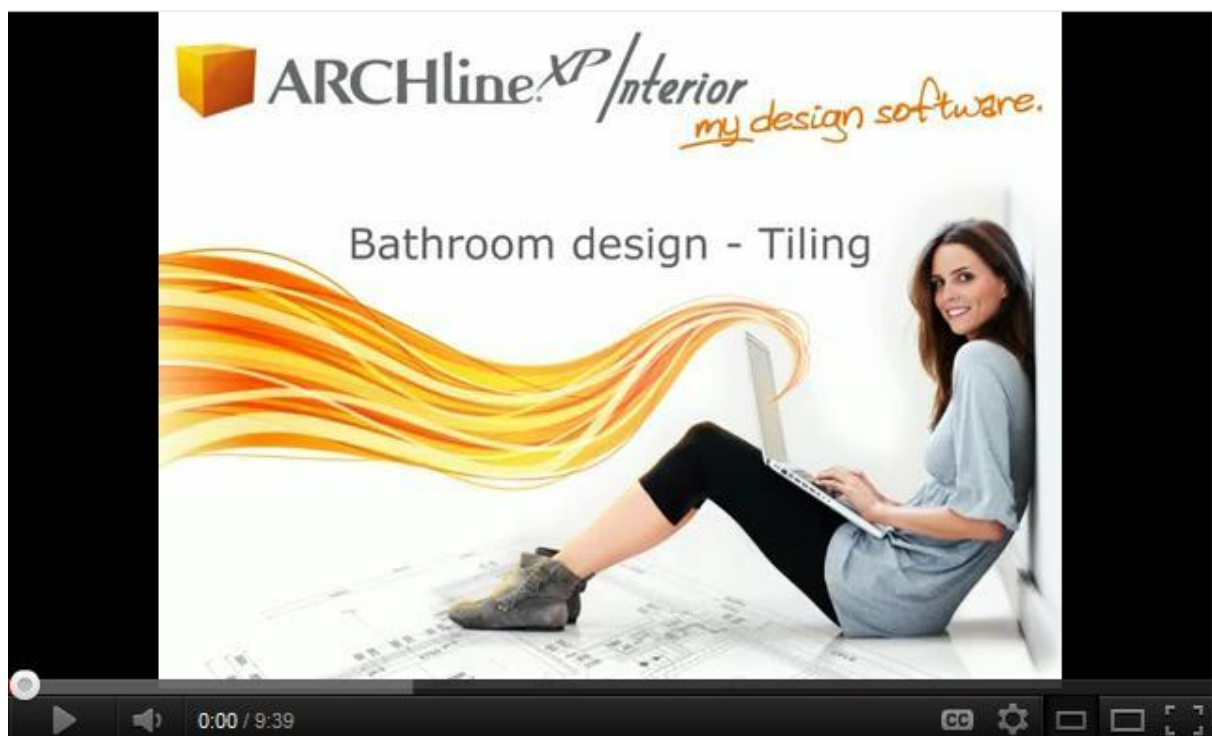 ARCHline.XP Interior
my design software.
Bathroom design - Tiling
0:00 / 9:39
CC